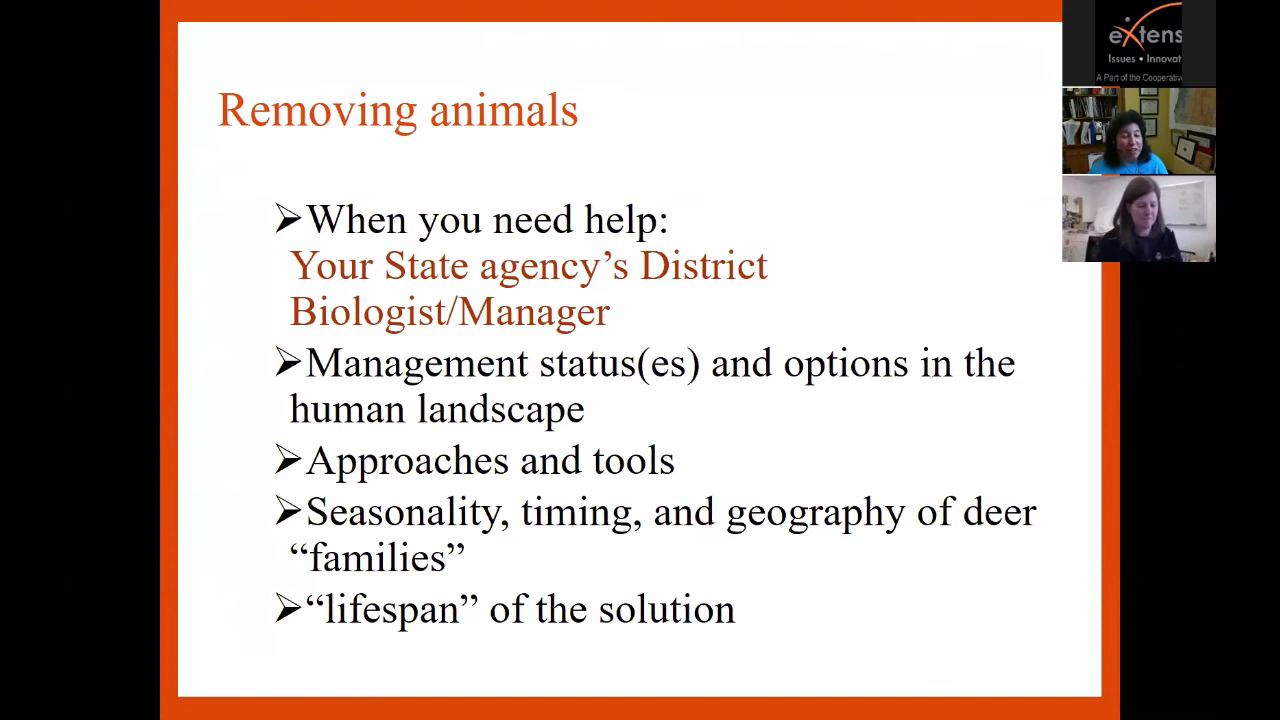 Removing animals
➢When you need help:
Your State agency’s District
Biologist/Manager
➢Management status(es) and options in the
human landscape
➢Approaches and tools
➢Seasonality, timing, and geography of deer
“families”
➢“lifespan” of the solution
eXtens
Issues • Innovat
A Part of the Cooperative